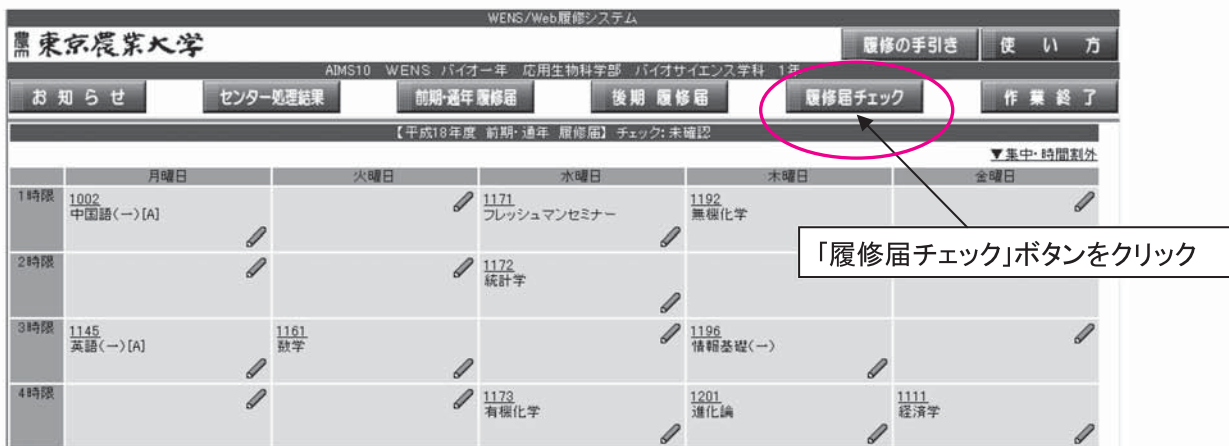 WENS/Web履修システム
農大 東京農業大学
履修の手引き 使い方
AIMS10 WENS バイオ一年 応用生物科学部 バイオサイエンス学科 1年
お知らせ センター処理結果 前期・通年履修届 後期 履修届 履修届チェック 作業終了
【平成18年度 前期・通年 履修届】 チェック:未確認
▼集中・時間割外
月曜日 火曜日 水曜日 木曜日 金曜日
1時限 1002 1171 1192
中国語(一)[A] フレッシュマンセミナー 無機化学
「履修届チェック」ボタンをクリック
2時限 1172
統計学
3時限 1145 1161 1196
英語(一)[A] 数学 情報基礎(一)
4時限 1173 1201 1111
有機化学 進化論 経済学